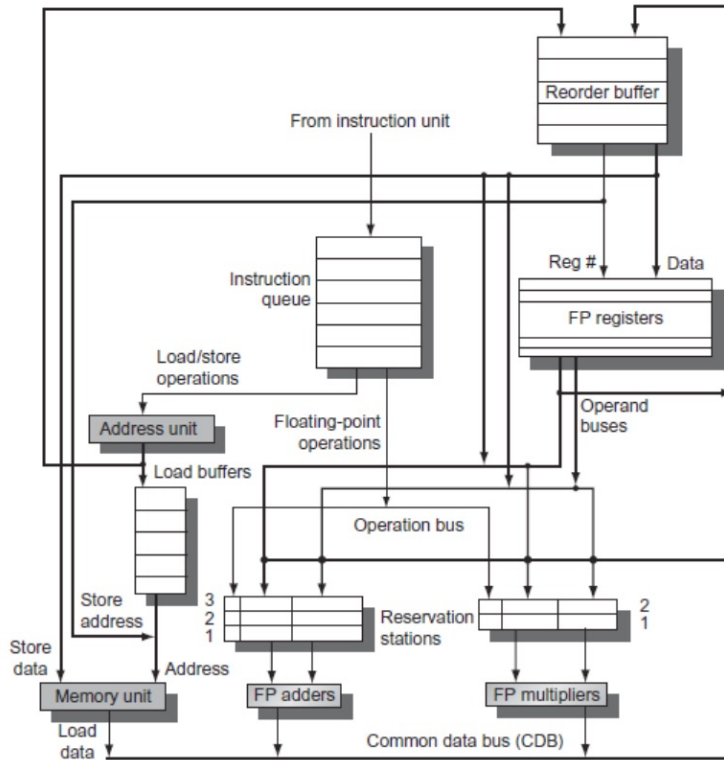 Reorder buffer
From instruction unit
Reg #
Data
Instruction
queue
FP registers
Load/store
operations
Operand
buses
Address unit
Floating-point
operations
Load buffers
Operation bus
Store
address
3
2
1
Reservation
stations
2
1
Store
data
Address
Memory unit
FP adders
FP multipliers
Load
data
Common data bus (CDB)